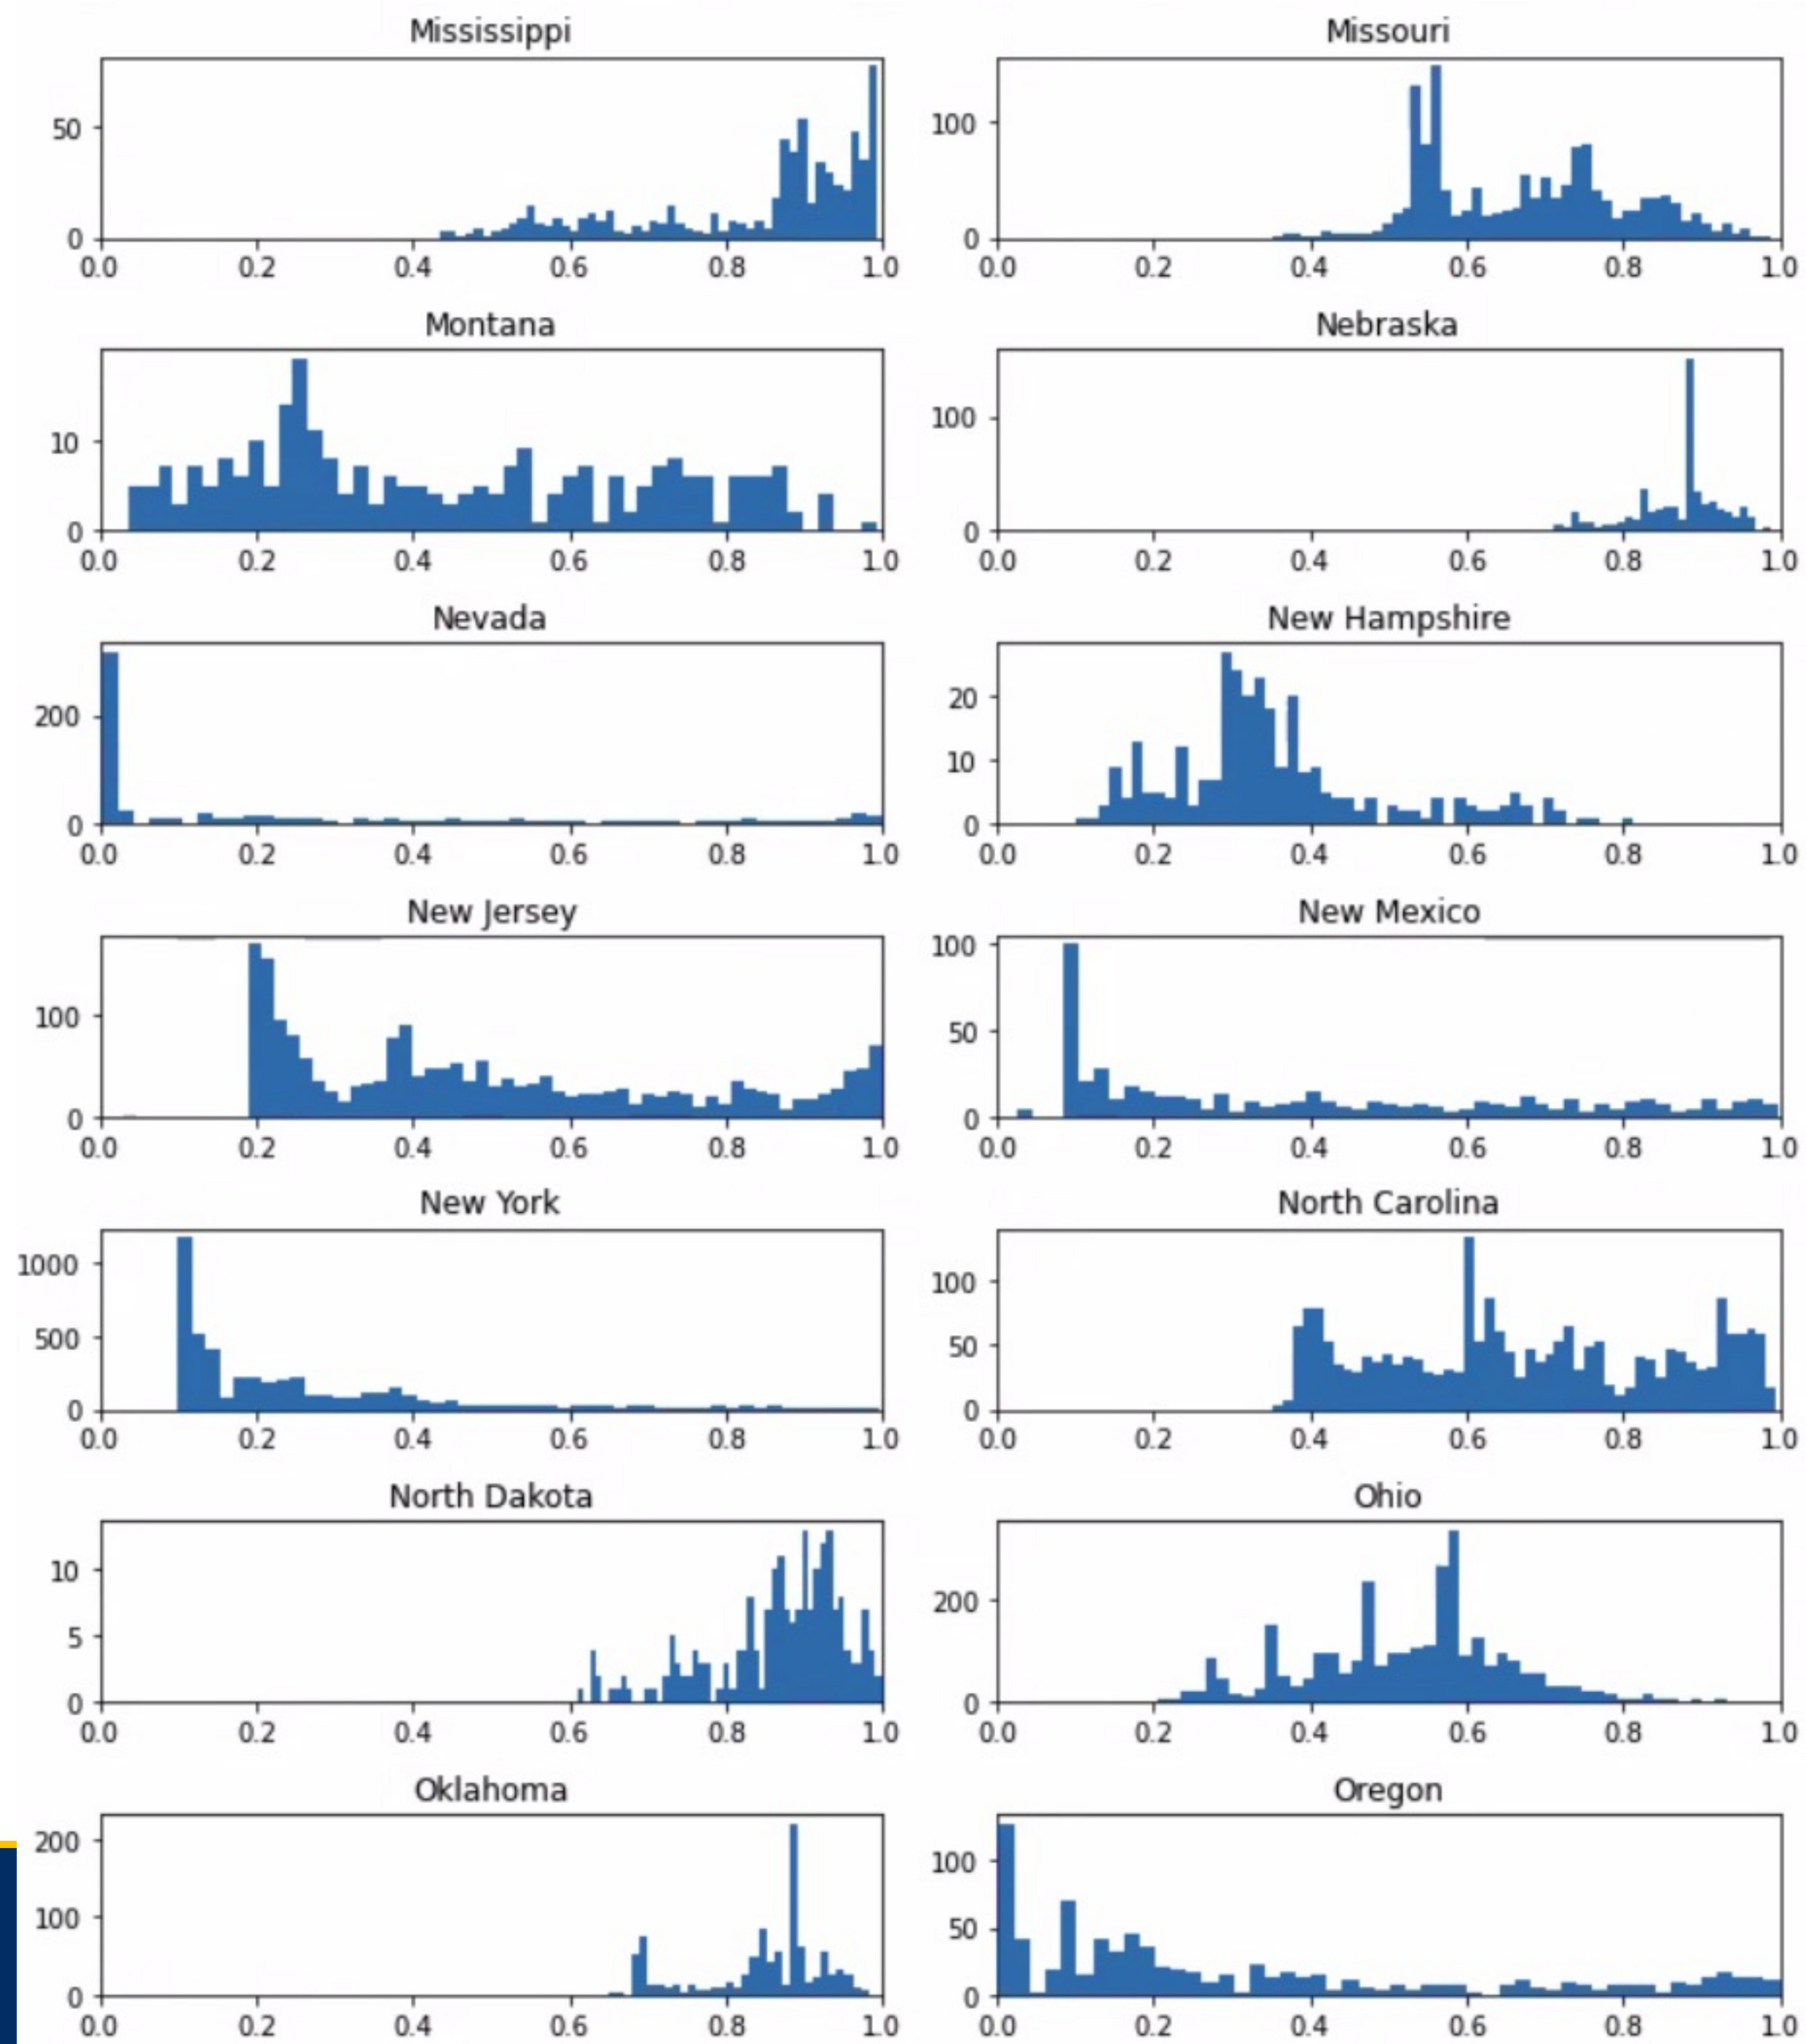 Mississippi
50
0
0.0 0.2 0.4 0.6 0.8 1.0
Missouri
100
0
0.0 0.2 0.4 0.6 0.8 1.0
Montana
10
0
0.0 0.2 0.4 0.6 0.8 1.0
Nebraska
100
0
0.0 0.2 0.4 0.6 0.8 1.0
Nevada
200
0
0.0 0.2 0.4 0.6 0.8 1.0
New Hampshire
20
10
0
0.0 0.2 0.4 0.6 0.8 1.0
New Jersey
100
0
0.0 0.2 0.4 0.6 0.8 1.0
New Mexico
100
50
0
0.0 0.2 0.4 0.6 0.8 1.0
New York
1000
500
0
0.0 0.2 0.4 0.6 0.8 1.0
North Carolina
100
50
0
0.0 0.2 0.4 0.6 0.8 1.0
North Dakota
10
5
0
0.0 0.2 0.4 0.6 0.8 1.0
Ohio
200
0
0.0 0.2 0.4 0.6 0.8 1.0
Oklahoma
200
100
0
0.0 0.2 0.4 0.6 0.8 1.0
Oregon
100
50
0
0.0 0.2 0.4 0.6 0.8 1.0